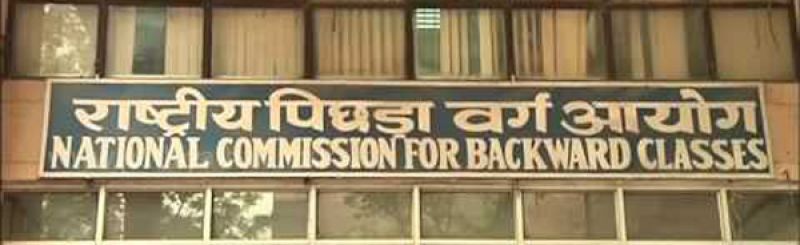 राष्ट्रीय पिछड़ा वर्ग आयोग
NATIONAL COMMISSION FOR BACKWARD CLASSES